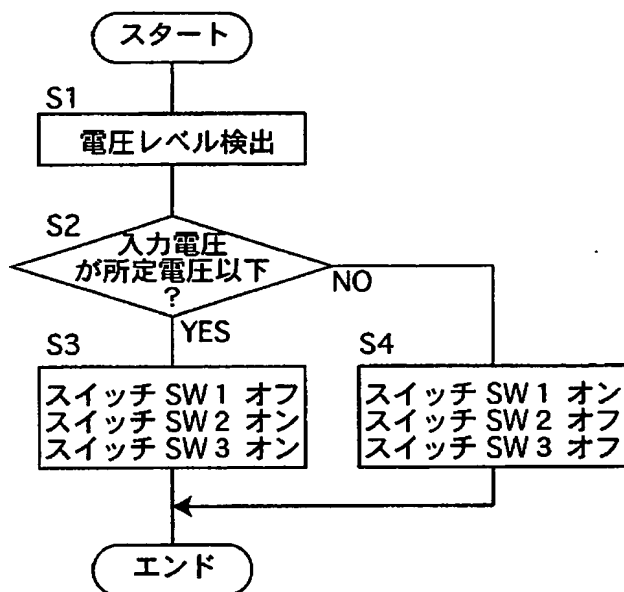 スタート
S1
電圧レベル検出
S2
入力電圧
が所定電圧以下
?
NO
YES
S3
スイッチ SW1 オフ
スイッチ SW2 オン
スイッチ SW3 オン
S4
スイッチ SW1 オン
スイッチ SW2 オフ
スイッチ SW3 オフ
エンド